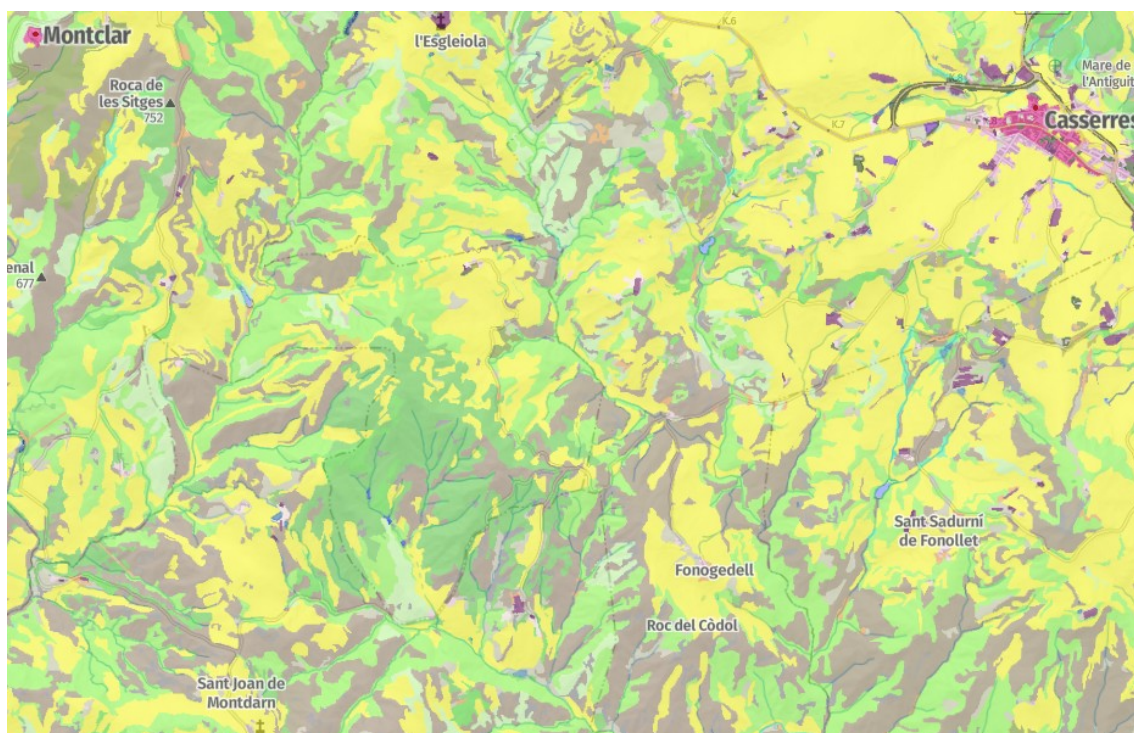 Montclar
l'Esgleiola
K.6
Mare de
l'Antiguit
Roca de
les Sitges
752
K.8
K.7
Casserres
enal
677
Sant Sadurní
de Fonollet
Fonogedell
Roc del Còdol
Sant Joan de
Montdarn